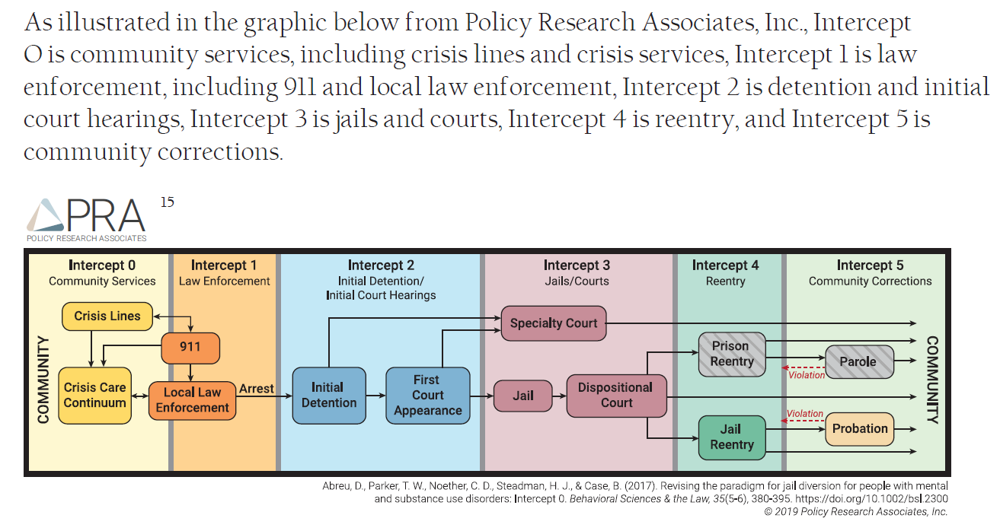 As illustrated in the graphic below from Policy Research Associates, Inc., Intercept
O is community services, including crisis lines and crisis services, Intercept 1 is law
enforcement, including 911 and local law enforcement, Intercept 2 is detention and initial
court hearings, Intercept 3 is jails and courts, Intercept 4 is reentry, and Intercept 5 is
community corrections.
PRA
15
POLICY RESEARCH ASSOCIATES
Intercept 0
Community Services
Intercept 1
Law Enforcement
Intercept 2
Initial Detention/
Initial Court Hearings
Intercept 3
Jails/Courts
Intercept 4
Reentry
Intercept 5
Community Corrections
COMMUNITY
Crisis Lines
Crisis Care
Continuum
911
Local Law
Enforcement
Arrest
Initial
Detention
First
Court
Appearance
Specialty Court
Jail
Dispositional
Court
Prison
Reentry
Jail
Reentry
Violation
Parole
Violation
Probation
COMMUNITY
Abreu, D., Parker, T. W., Noether, C. D., Steadman, H. J., & Case, B. (2017). Revising the paradigm for jail diversion for people with mental
and substance use disorders: Intercept 0. Behavioral Sciences & the Law, 35(5-6), 380-395. https://doi.org/10.1002/bsl.2300
© 2019 Policy Research Associates, Inc.